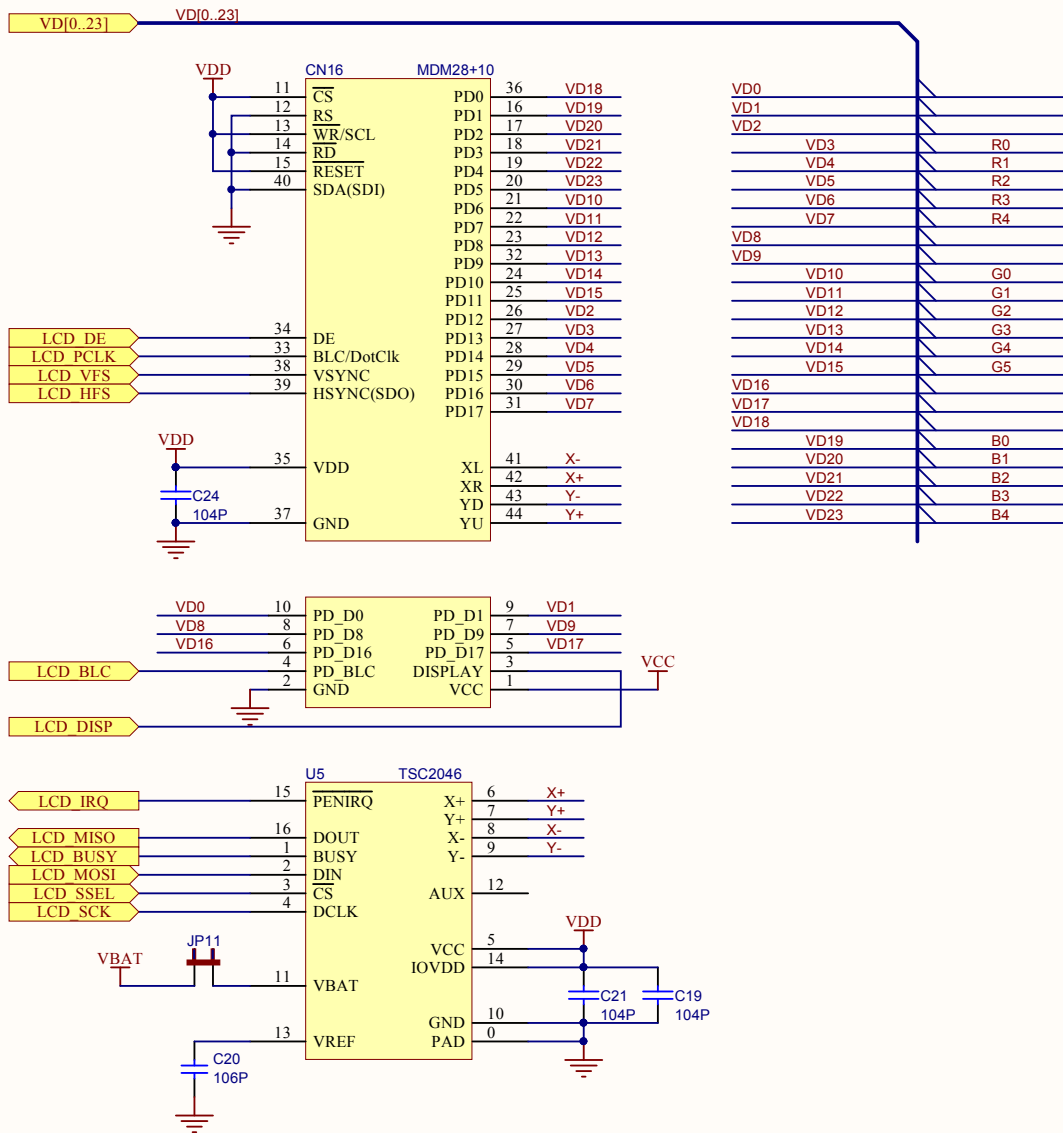 VD[0..23] VD[0..23]
CN16 MDM28+10
VDD
11 CS PD0 36 VD18 VD0
12 RS PD1 16 VD19 VD1
13 WR/SCL PD2 17 VD20 VD2
14 RD PD3 18 VD21 VD3 R0
15 RESET PD4 19 VD22 VD4 R1
40 SDA(SDI) PD5 20 VD23 VD5 R2
PD6 21 VD10 VD6 R3
PD7 22 VD11 VD7 R4
PD8 23 VD12 VD8
PD9 32 VD13 VD9
PD10 24 VD14 VD10 G0
PD11 25 VD15 VD11 G1
PD12 26 VD2 VD12 G2
LCD_DE 34 DE PD13 27 VD3 VD13 G3
LCD_PCLK 33 BLC/DotClk PD14 28 VD4 VD14 G4
LCD_VFS 38 VSYNC PD15 29 VD5 VD15 G5
LCD_HFS 39 HSYNC(SDO) PD16 30 VD6 VD16
PD17 31 VD7 VD17
VD18
VDD
VD19 B0
35 VDD XL 41 X- VD20 B1
XR 42 X+ VD21 B2
C24 YD 43 Y- VD22 B3
104P
37 GND YU 44 Y+ VD23 B4
VD0 10 PD_D0 PD_D1 9 VD1
VD8 8 PD_D8 PD_D9 7 VD9
VD16 6 PD_D16 PD_D17 5 VD17
LCD_BLC 4 PD_BLC DISPLAY 3
VCC
2 GND VCC 1
LCD_DISP
U5 TSC2046
LCD_IRQ 15 PENIRQ X+ 6 X+
Y+ 7 Y+
LCD_MISO 16 DOUT X- 8 X-
LCD_BUSY 1 BUSY Y- 9 Y-
LCD_MOSI 2 DIN
LCD_SSEL 3 CS AUX 12
LCD_SCK 4 DCLK
VDD
JP11
VCC 5
VBAT
IOVDD 14
11 VBAT
C21 C19
104P 104P
GND 10
13 VREF PAD 0
C20
106P